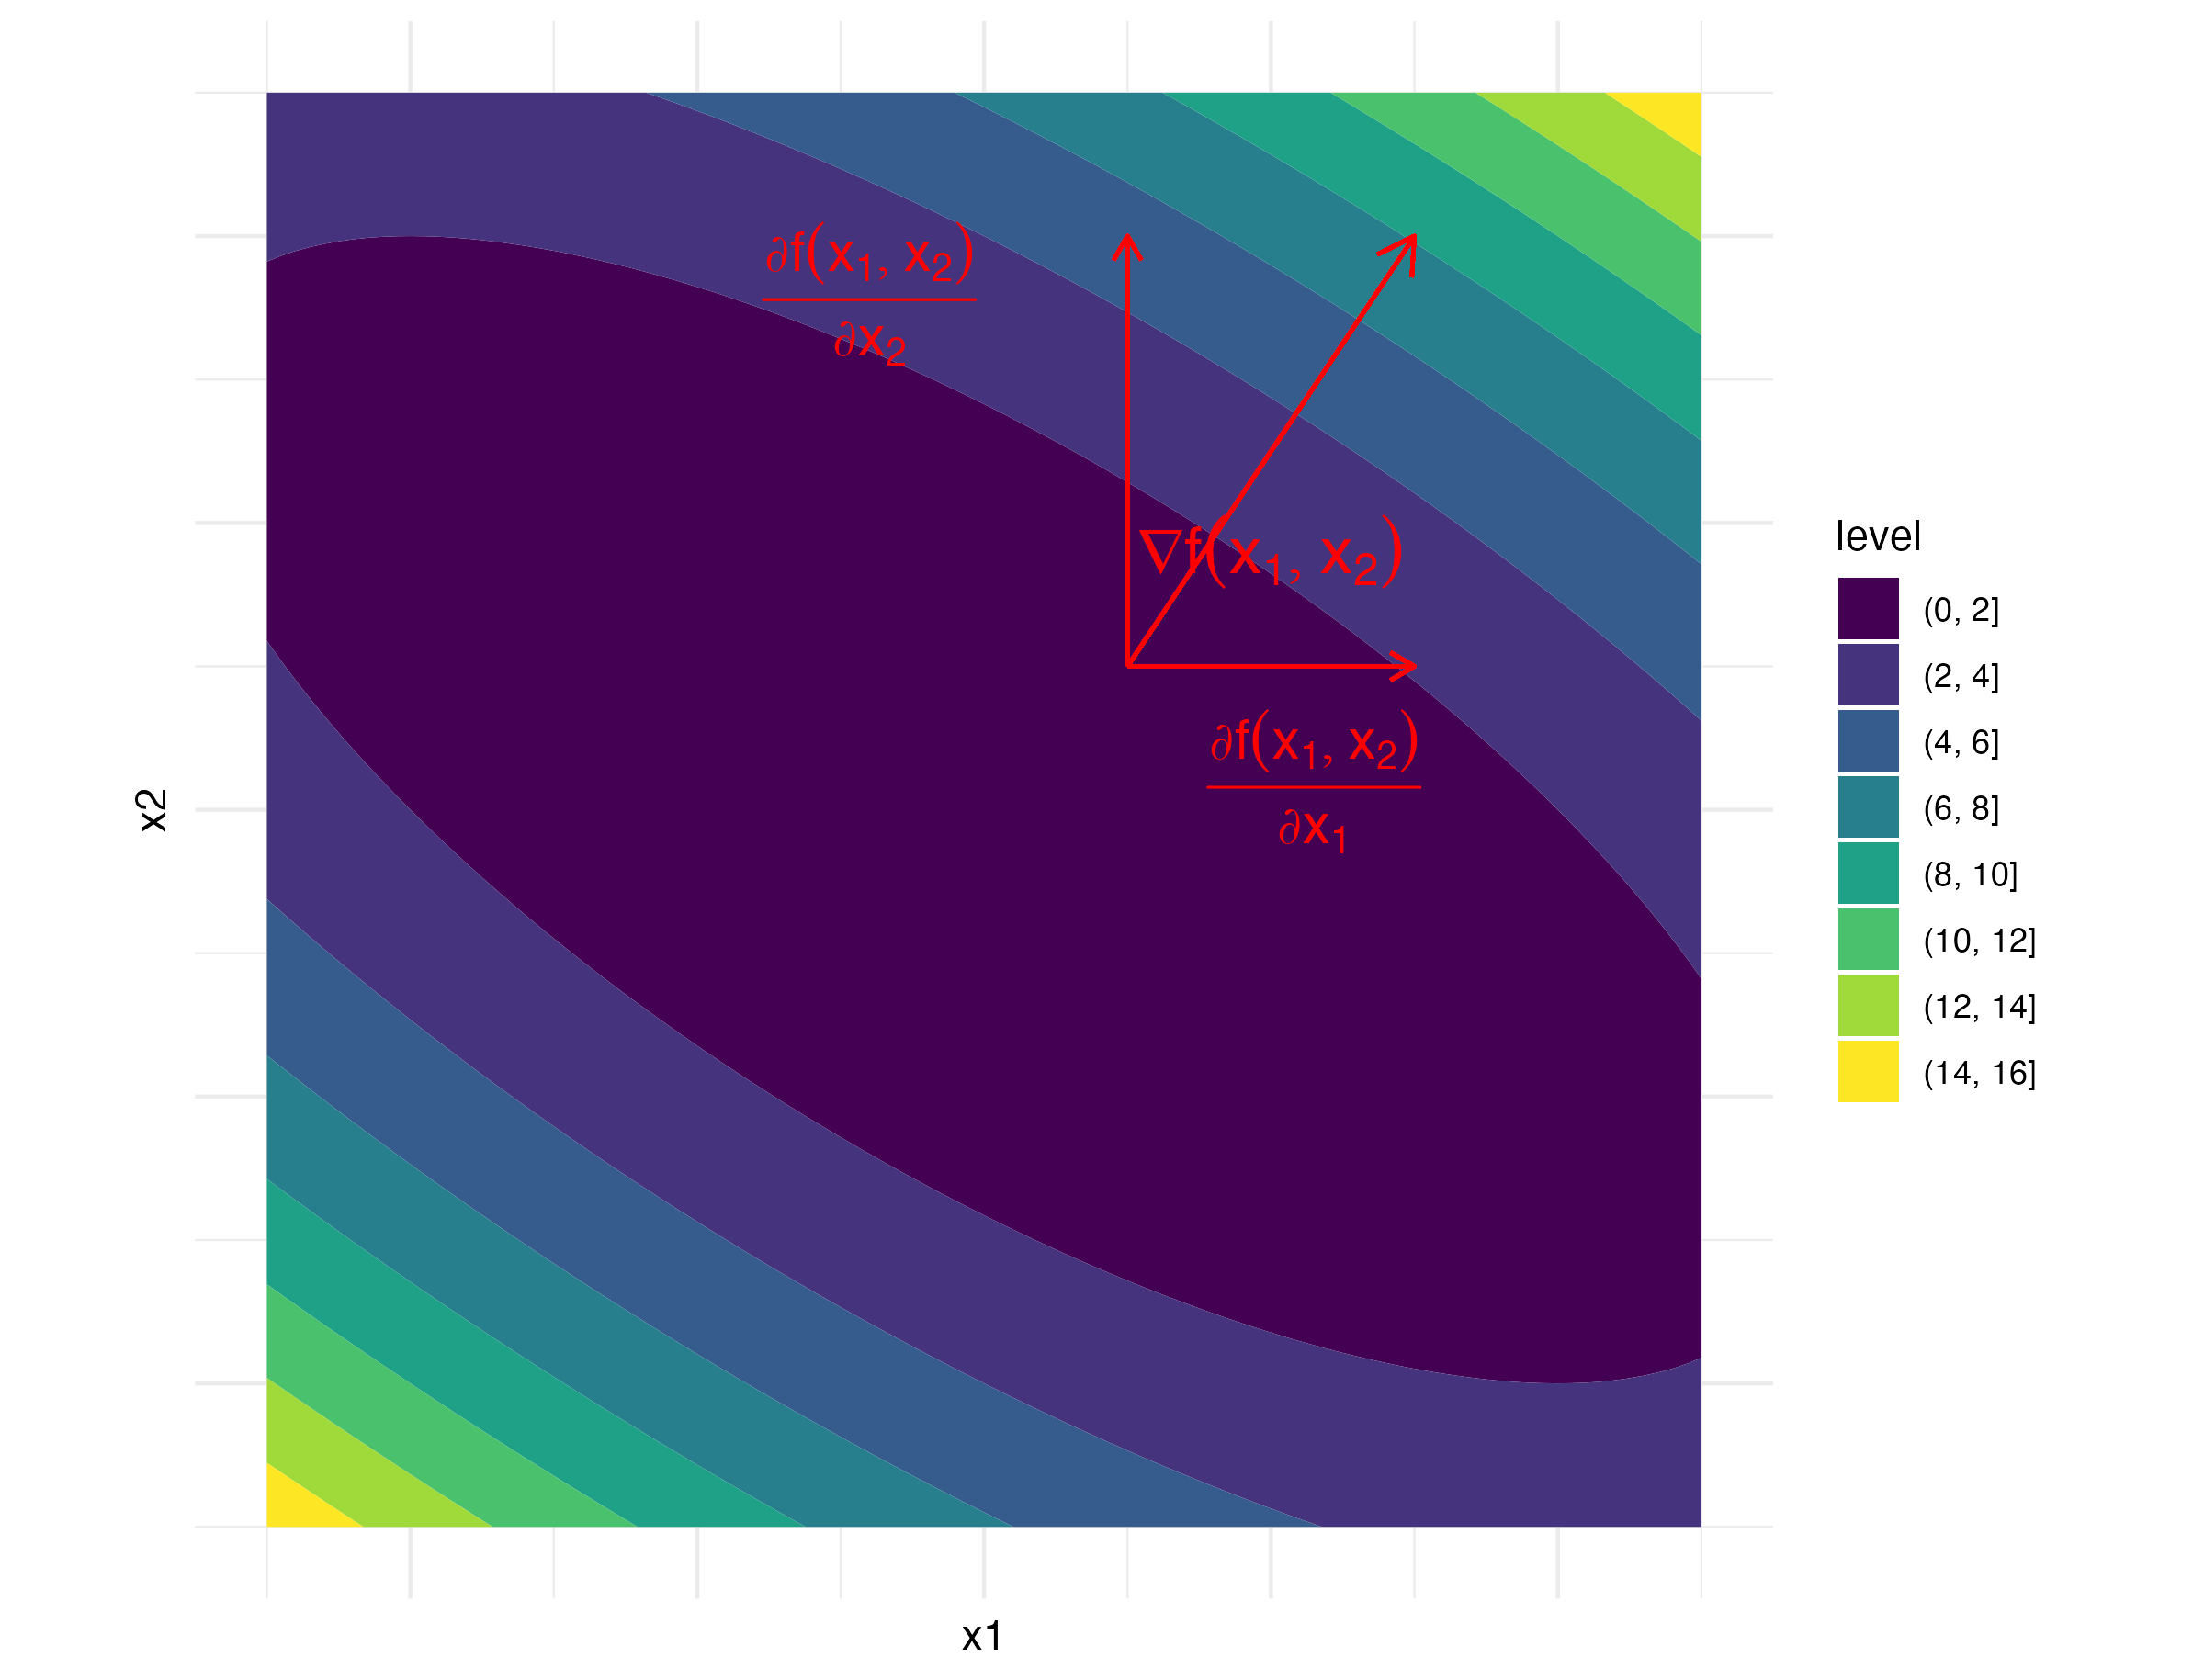 ∂f(x₁, x₂)
∂x₂
∇f(x₁, x₂)
∂f(x₁, x₂)
∂x₁
x2
x1
level
(0, 2]
(2, 4]
(4, 6]
(6, 8]
(8, 10]
(10, 12]
(12, 14]
(14, 16]